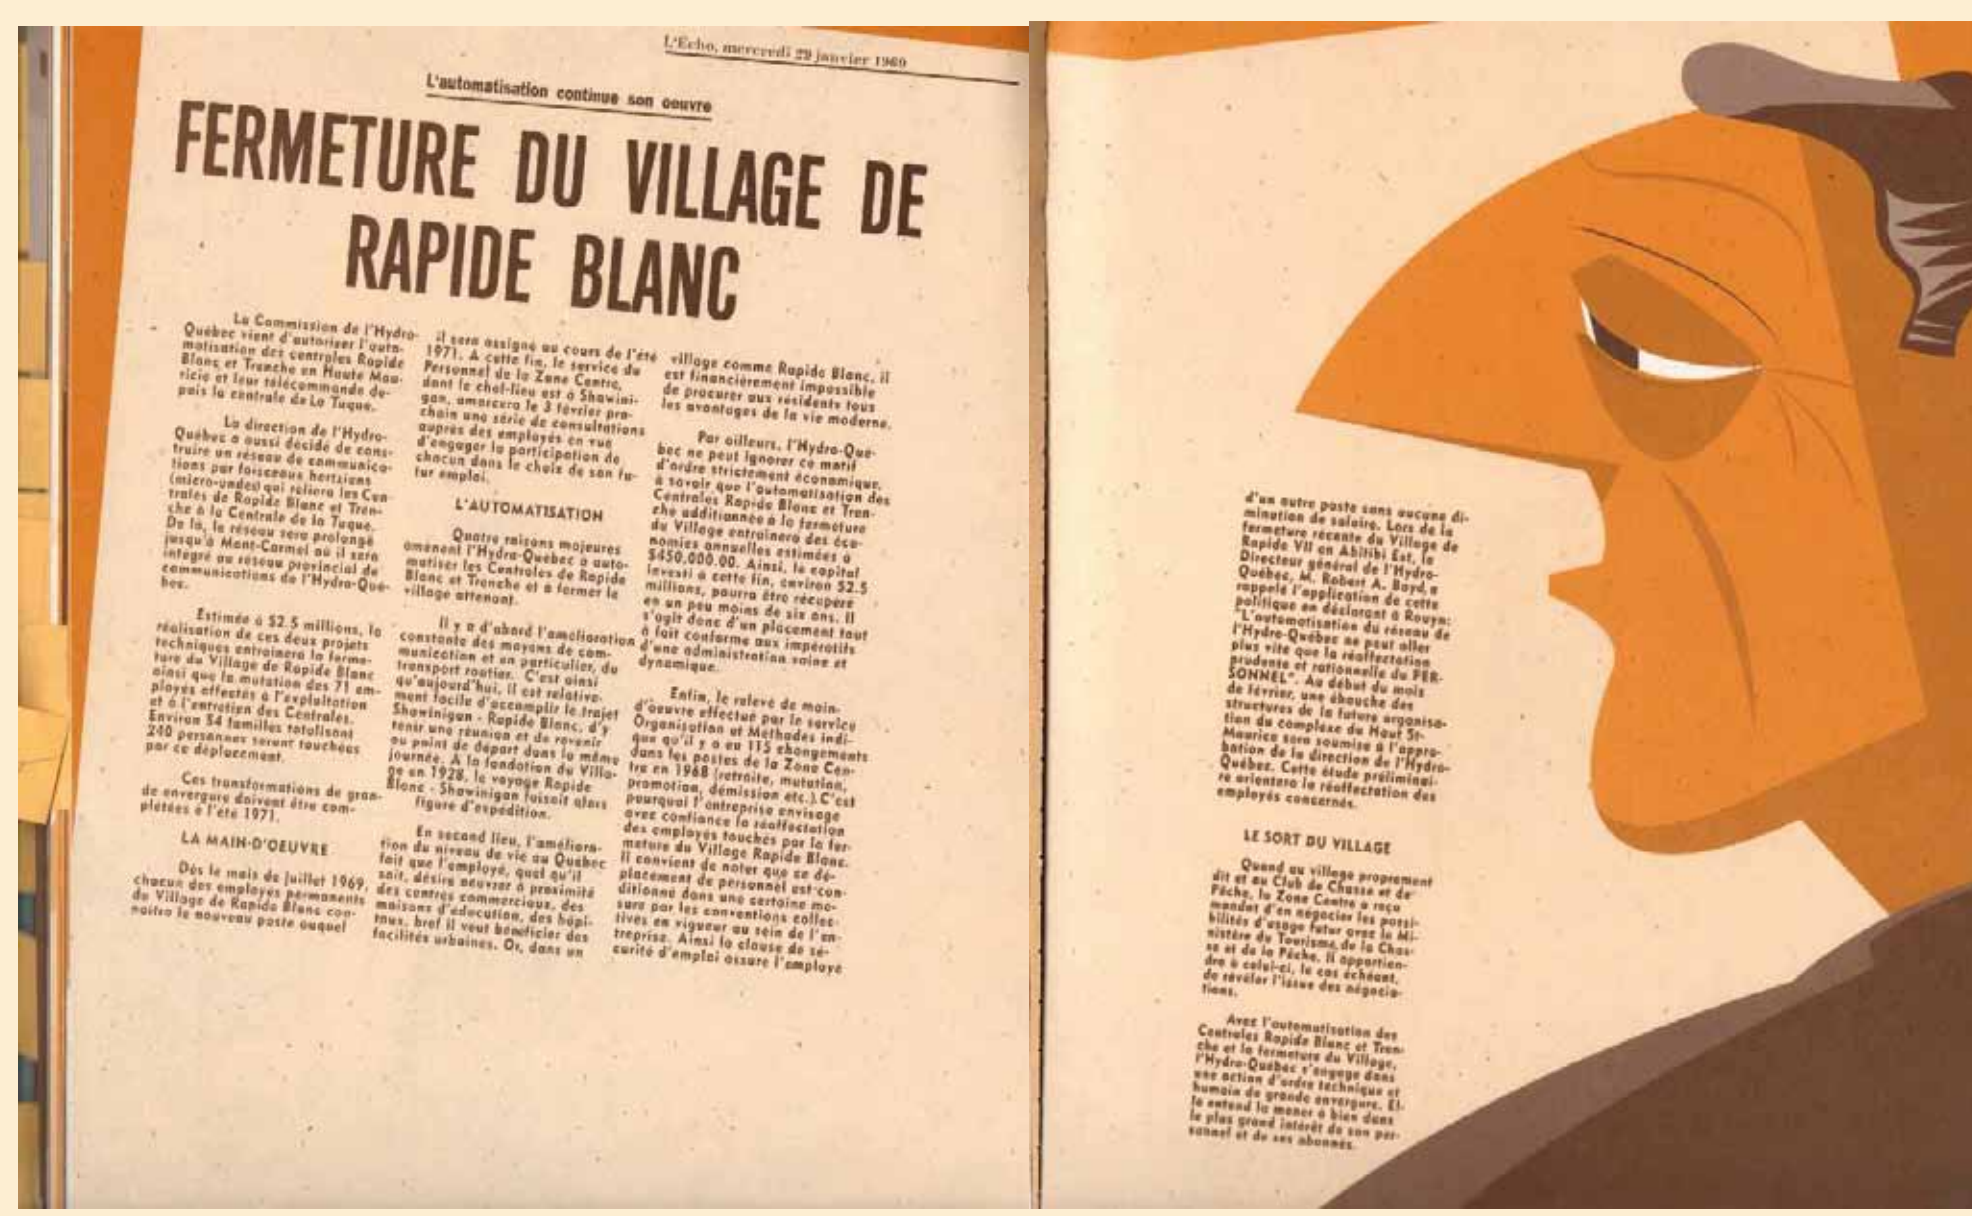 L'Écho, mercredi 29 janvier 1969
L'automatisation continue son oeuvre
FERMETURE DU VILLAGE DE
RAPIDE BLANC
La Commission de l'Hydro-
Québec vient d'autoriser l'auto-
matisation des centrales Rapide
Blanc et Trenche en Haute Mau-
ricie et leur télécommande de-
puis la centrale de La Tuque.
La direction de l'Hydro-
Québec a aussi décidé de cons-
truire un réseau de communica-
tions par faisceaux hertziens
(micro-ondes) qui reliera les Cen-
trales de Rapide Blanc et Tren-
che à la Centrale de la Tuque.
De là, le réseau sera prolongé
jusqu'à Mont-Carmel où il sera
intégré au réseau provincial de
communications de l'Hydro-Qué-
bec.
Estimée à $2.5 millions, la
réalisation de ces deux projets
techniques entraînera la ferme-
ture du Village de Rapide Blanc
ainsi que la mutation des 71 em-
ployés affectés à l'exploitation
et à l'entretien des Centrales.
Environ 54 familles totalisant
240 personnes seront touchées
par ce déplacement.
Ces transformations de gran-
de envergure doivent être com-
plétées à l'été 1971.
LA MAIN-D'OEUVRE
Dès le mois de juillet 1969,
chacun des employés permanents
du Village de Rapide Blanc con-
naîtra le nouveau poste auquel
il sera assigné au cours de l'été
1971. A cette fin, le service du
Personnel de la Zone Centre,
dont le chef-lieu est à Shawini-
gan, amorcera le 3 février pro-
chain une série de consultations
auprès des employés en vue
d'engager la participation de
chacun dans le choix de son fu-
tur emploi.
L'AUTOMATISATION
Quatre raisons majeures
amènent l'Hydro-Québec à auto-
matiser les Centrales de Rapide
Blanc et Trenche et à fermer le
village attenant.
Il y a d'abord l'amélioration
constante des moyens de com-
munication et en particulier, du
transport routier. C'est ainsi
qu'aujourd'hui, il est relative-
ment facile d'accomplir le trajet
Shawinigan - Rapide Blanc, d'y
tenir une réunion et de revenir
au point de départ dans la même
journée. A la fondation du Villa-
ge en 1928, le voyage Rapide
Blanc - Shawinigan faisait alors
figure d'expédition.
En second lieu, l'améliora-
tion du niveau de vie au Québec
fait que l'employé, quel qu'il
soit, désire oeuvrer à proximité
des centres commerciaux, des
maisons d'éducation, des hôpi-
taux, bref il veut bénéficier des
facilités urbaines. Or, dans un
village comme Rapide Blanc, il
est financièrement impossible
de procurer aux résidents tous
les avantages de la vie moderne.
Par ailleurs, l'Hydro-Qué-
bec ne peut ignorer ce motif
d'ordre strictement économique,
à savoir que l'automatisation des
Centrales Rapide Blanc et Tren-
che additionnée à la fermeture
du Village entraînera des éco-
nomies annuelles estimées à
$450,000.00. Ainsi, le capital
investi à cette fin, environ $2.5
millions, pourra être récupéré
en un peu moins de six ans. Il
s'agit donc d'un placement tout
à fait conforme aux impératifs
d'une administration saine et
dynamique.
Enfin, le relevé de main-
d'oeuvre effectué par le service
Organisation et Méthodes indi-
que qu'il y a eu 115 changements
dans les postes de la Zone Cen-
tre en 1968 (retraite, mutation,
promotion, démission etc.). C'est
pourquoi l'entreprise envisage
avec confiance la réaffectation
des employés touchés par la fer-
meture du Village Rapide Blanc.
Il convient de noter que ce dé-
placement de personnel est con-
ditionné dans une certaine me-
sure par les conventions collec-
tives en vigueur au sein de l'en-
treprise. Ainsi la clause de sé-
curité d'emploi assure l'employé
d'un autre poste sans aucune di-
minution de salaire. Lors de la
fermeture récente du Village de
Rapide VII en Abitibi Est, le
Directeur général de l'Hydro-
Québec, M. Robert A. Boyd, a
rappelé l'application de cette
politique en déclarant à Rouyn:
"L'automatisation du réseau de
l'Hydro-Québec ne peut aller
plus vite que la réaffectation
prudente et rationnelle du PER-
SONNEL". Au début du mois
de février, une ébauche des
structures de la future organisa-
tion du complexe du Haut St-
Maurice sera soumise à l'appro-
bation de la direction de l'Hydro-
Québec. Cette étude préliminai-
re orientera la réaffectation des
employés concernés.
LE SORT DU VILLAGE
Quand au village proprement
dit et au Club de Chasse et de
Pêche, la Zone Centre a reçu
mandat d'en négocier les possi-
bilités d'usage futur avec le Mi-
nistère du Tourisme, de la Chas-
se et de la Pêche. Il appartien-
dra à celui-ci, le cas échéant,
de révéler l'issue des négocia-
tions.
Avec l'automatisation des
Centrales Rapide Blanc et Tren-
che et la fermeture du Village,
l'Hydro-Québec s'engage dans
une action d'ordre technique et
humain de grande envergure. El-
le entend la mener à bien dans
le plus grand intérêt de son per-
sonnel et de ses abonnés.